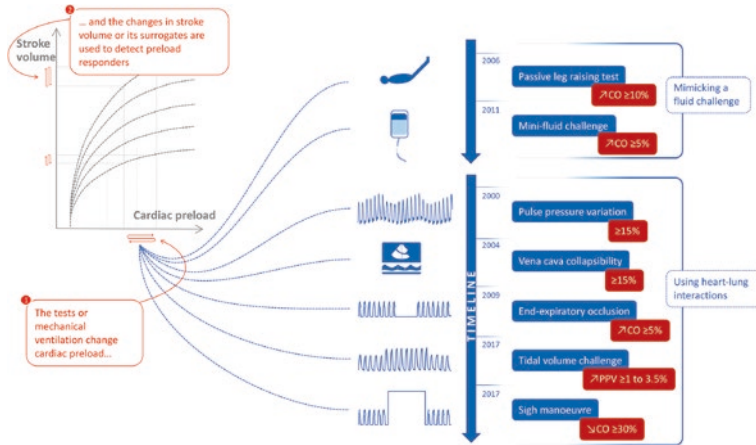 2
... and the changes in stroke
volume or its surrogates are
used to detect preload
responders
Stroke
volume
Cardiac preload
1
The tests or
mechanical
ventilation change
cardiac preload...
TIMELINE
2006
Passive leg raising test
↗CO ≥10%
2011
Mini-fluid challenge
↗CO ≥5%
Mimicking a
fluid challenge
2000
Pulse pressure variation
≥15%
2004
Vena cava collapsibility
≥15%
2009
End-expiratory occlusion
↗CO ≥5%
2017
Tidal volume challenge
↗PPV ≥1 to 3.5%
2017
Sigh manoeuvre
↘CO ≥30%
Using heart-lung
interactions